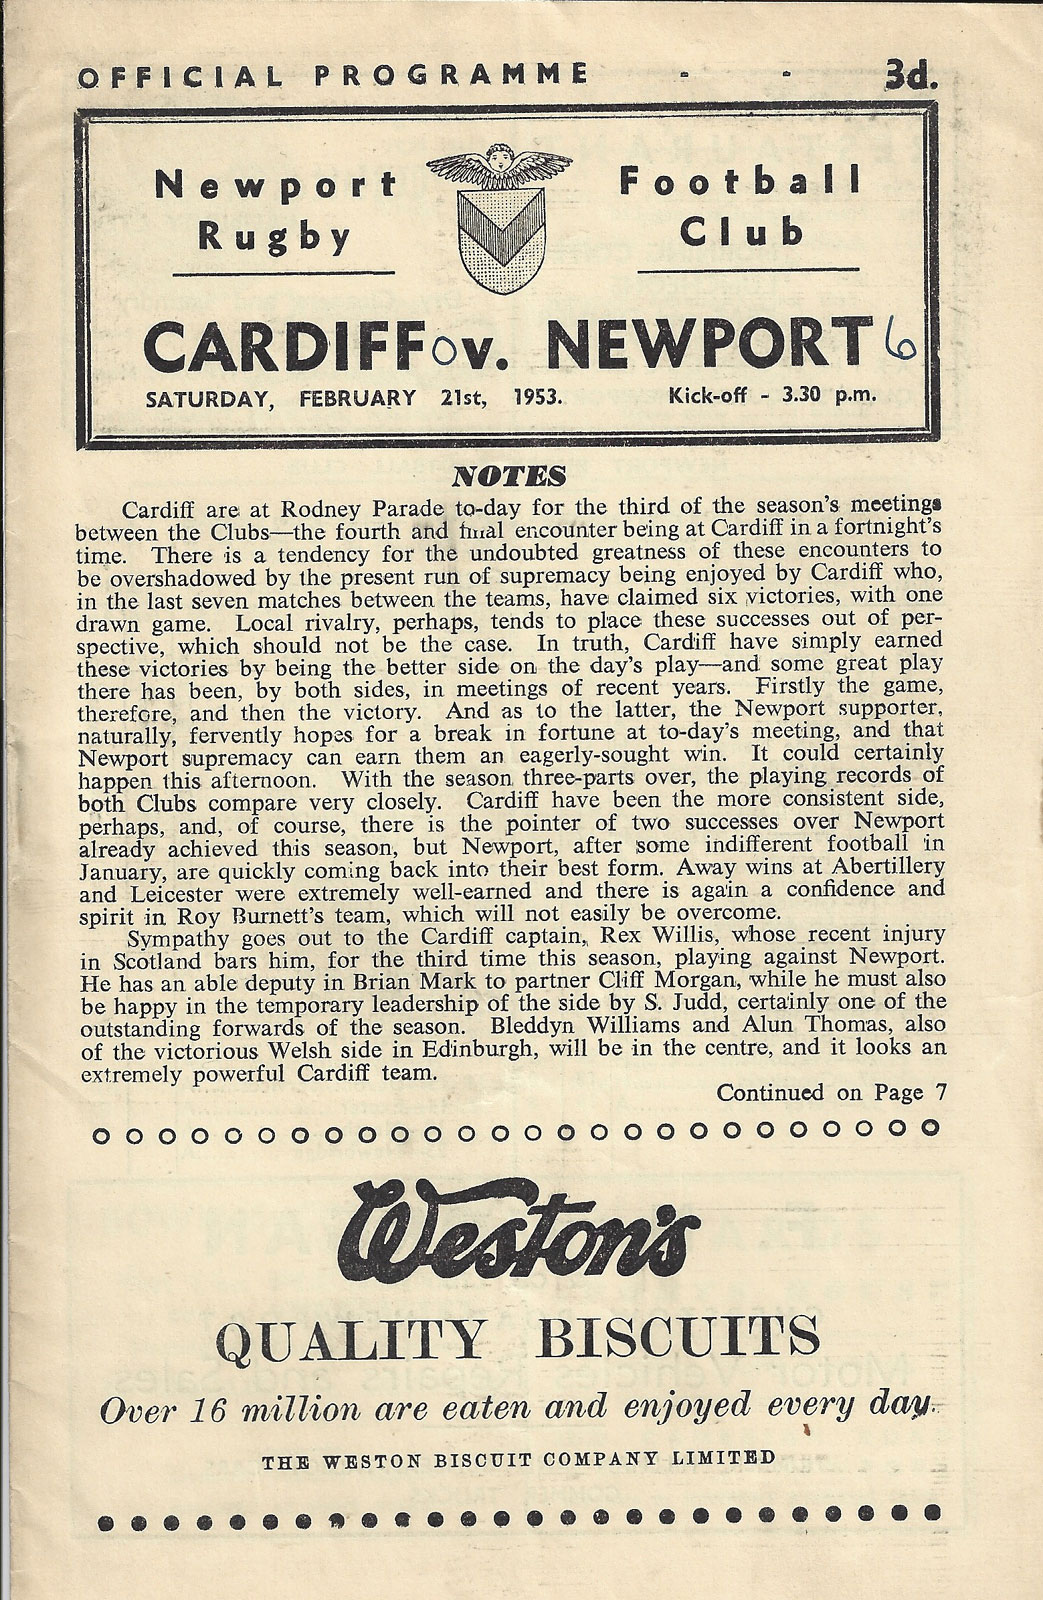 OFFICIAL PROGRAMME - - 3d.
Newport Football
Rugby Club
CARDIFF 0 v. NEWPORT 6
SATURDAY, FEBRUARY 21st, 1953. Kick-off - 3.30 p.m.
NOTES
Cardiff are at Rodney Parade to-day for the third of the season's meetings
between the Clubs—the fourth and final encounter being at Cardiff in a fortnight's
time. There is a tendency for the undoubted greatness of these encounters to
be overshadowed by the present run of supremacy being enjoyed by Cardiff who,
in the last seven matches between the teams, have claimed six victories, with one
drawn game. Local rivalry, perhaps, tends to place these successes out of per-
spective, which should not be the case. In truth, Cardiff have simply earned
these victories by being the better side on the day's play—and some great play
there has been, by both sides, in meetings of recent years. Firstly the game,
therefore, and then the victory. And as to the latter, the Newport supporter,
naturally, fervently hopes for a break in fortune at to-day's meeting, and that
Newport supremacy can earn them an eagerly-sought win. It could certainly
happen this afternoon. With the season three-parts over, the playing records of
both Clubs compare very closely. Cardiff have been the more consistent side,
perhaps, and, of course, there is the pointer of two successes over Newport
already achieved this season, but Newport, after some indifferent football in
January, are quickly coming back into their best form. Away wins at Abertillery
and Leicester were extremely well-earned and there is again a confidence and
spirit in Roy Burnett's team, which will not easily be overcome.
Sympathy goes out to the Cardiff captain, Rex Willis, whose recent injury
in Scotland bars him, for the third time this season, playing against Newport.
He has an able deputy in Brian Mark to partner Cliff Morgan, while he must also
be happy in the temporary leadership of the side by S. Judd, certainly one of the
outstanding forwards of the season. Bleddyn Williams and Alun Thomas, also
of the victorious Welsh side in Edinburgh, will be in the centre, and it looks an
extremely powerful Cardiff team.
Continued on Page 7
Weston's
QUALITY BISCUITS
Over 16 million are eaten and enjoyed every day.
THE WESTON BISCUIT COMPANY LIMITED